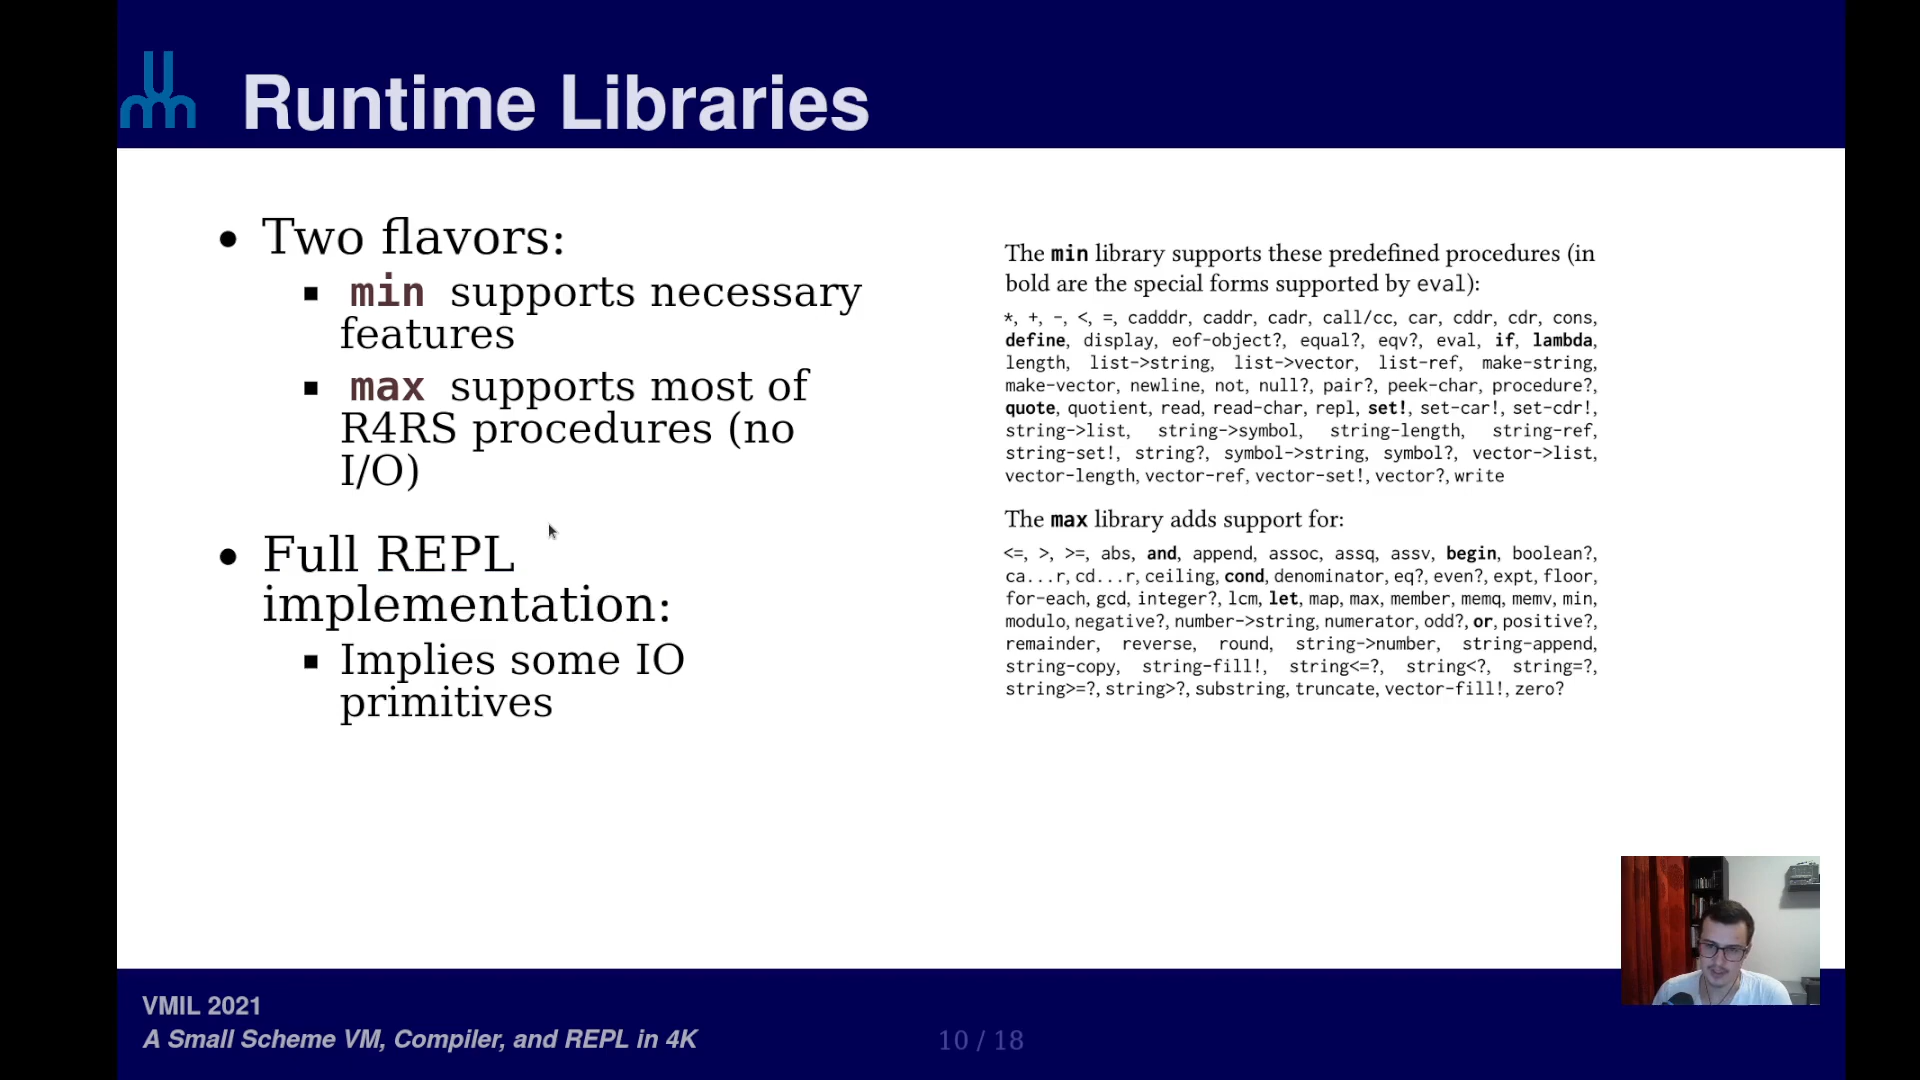 Runtime Libraries
• Two flavors:
▪ min supports necessary
features
▪ max supports most of
R4RS procedures (no
I/O)
• Full REPL
implementation:
▪ Implies some IO
primitives
The min library supports these predefined procedures (in
bold are the special forms supported by eval):
*, +, -, <, =, cadddr, caddr, cadr, call/cc, car, cddr, cdr, cons,
define, display, eof-object?, equal?, eqv?, eval, if, lambda,
length, list->string, list->vector, list-ref, make-string,
make-vector, newline, not, null?, pair?, peek-char, procedure?,
quote, quotient, read, read-char, repl, set!, set-car!, set-cdr!,
string->list, string->symbol, string-length, string-ref,
string-set!, string?, symbol->string, symbol?, vector->list,
vector-length, vector-ref, vector-set!, vector?, write
The max library adds support for:
<=, >, >=, abs, and, append, assoc, assq, assv, begin, boolean?,
ca...r, cd...r, ceiling, cond, denominator, eq?, even?, expt, floor,
for-each, gcd, integer?, lcm, let, map, max, member, memq, memv, min,
modulo, negative?, number->string, numerator, odd?, or, positive?,
remainder, reverse, round, string->number, string-append,
string-copy, string-fill!, string<=?, string<?, string=?,
string>=?, string>?, substring, truncate, vector-fill!, zero?
VMIL 2021
A Small Scheme VM, Compiler, and REPL in 4K
10 / 18